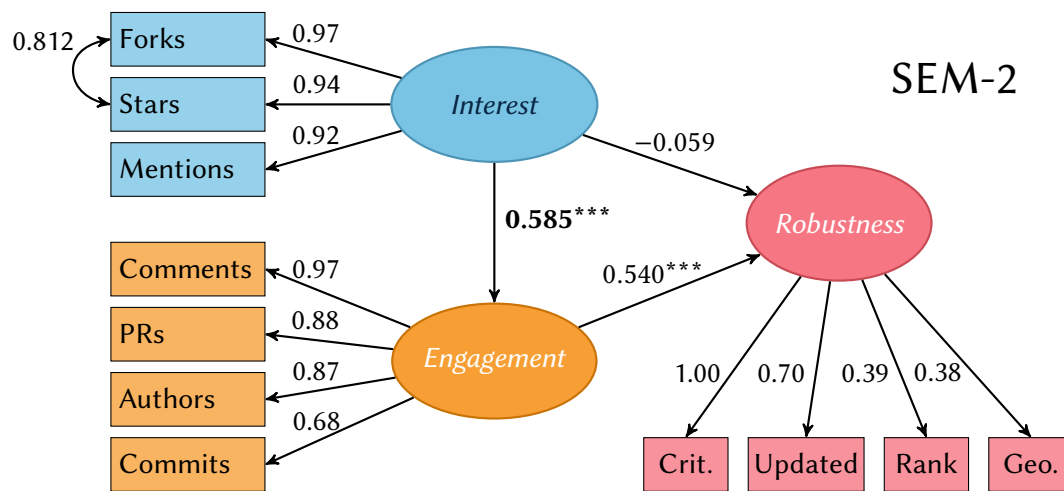 0.812
Forks
0.97
SEM-2
Stars
0.94
Interest
Mentions
0.92
−0.059
0.585***
Robustness
Comments
0.97
0.540***
PRs
0.88
Engagement
Authors
0.87
1.00
0.70
0.39
0.38
Commits
0.68
Crit.
Updated
Rank
Geo.